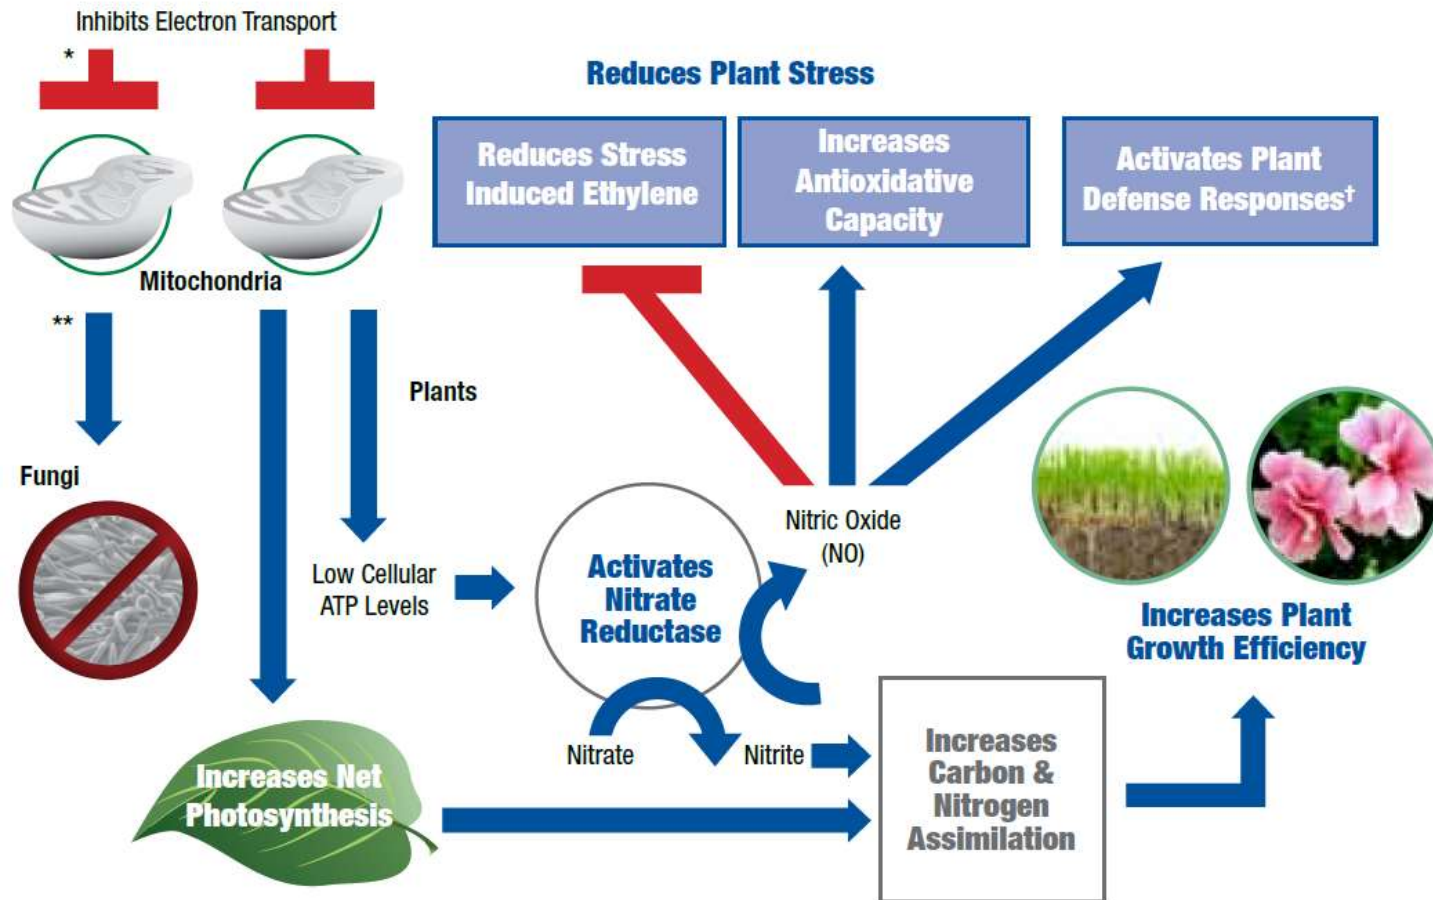 Inhibits Electron Transport
*
Reduces Plant Stress
Reduces Stress
Induced Ethylene
Increases
Antioxidative
Capacity
Activates Plant
Defense Responses†
Mitochondria
**
Plants
Fungi
Low Cellular
ATP Levels
Activates
Nitrate
Reductase
Nitric Oxide
(NO)
Increases Plant
Growth Efficiency
Nitrate
Nitrite
Increases Net
Photosynthesis
Increases
Carbon &
Nitrogen
Assimilation